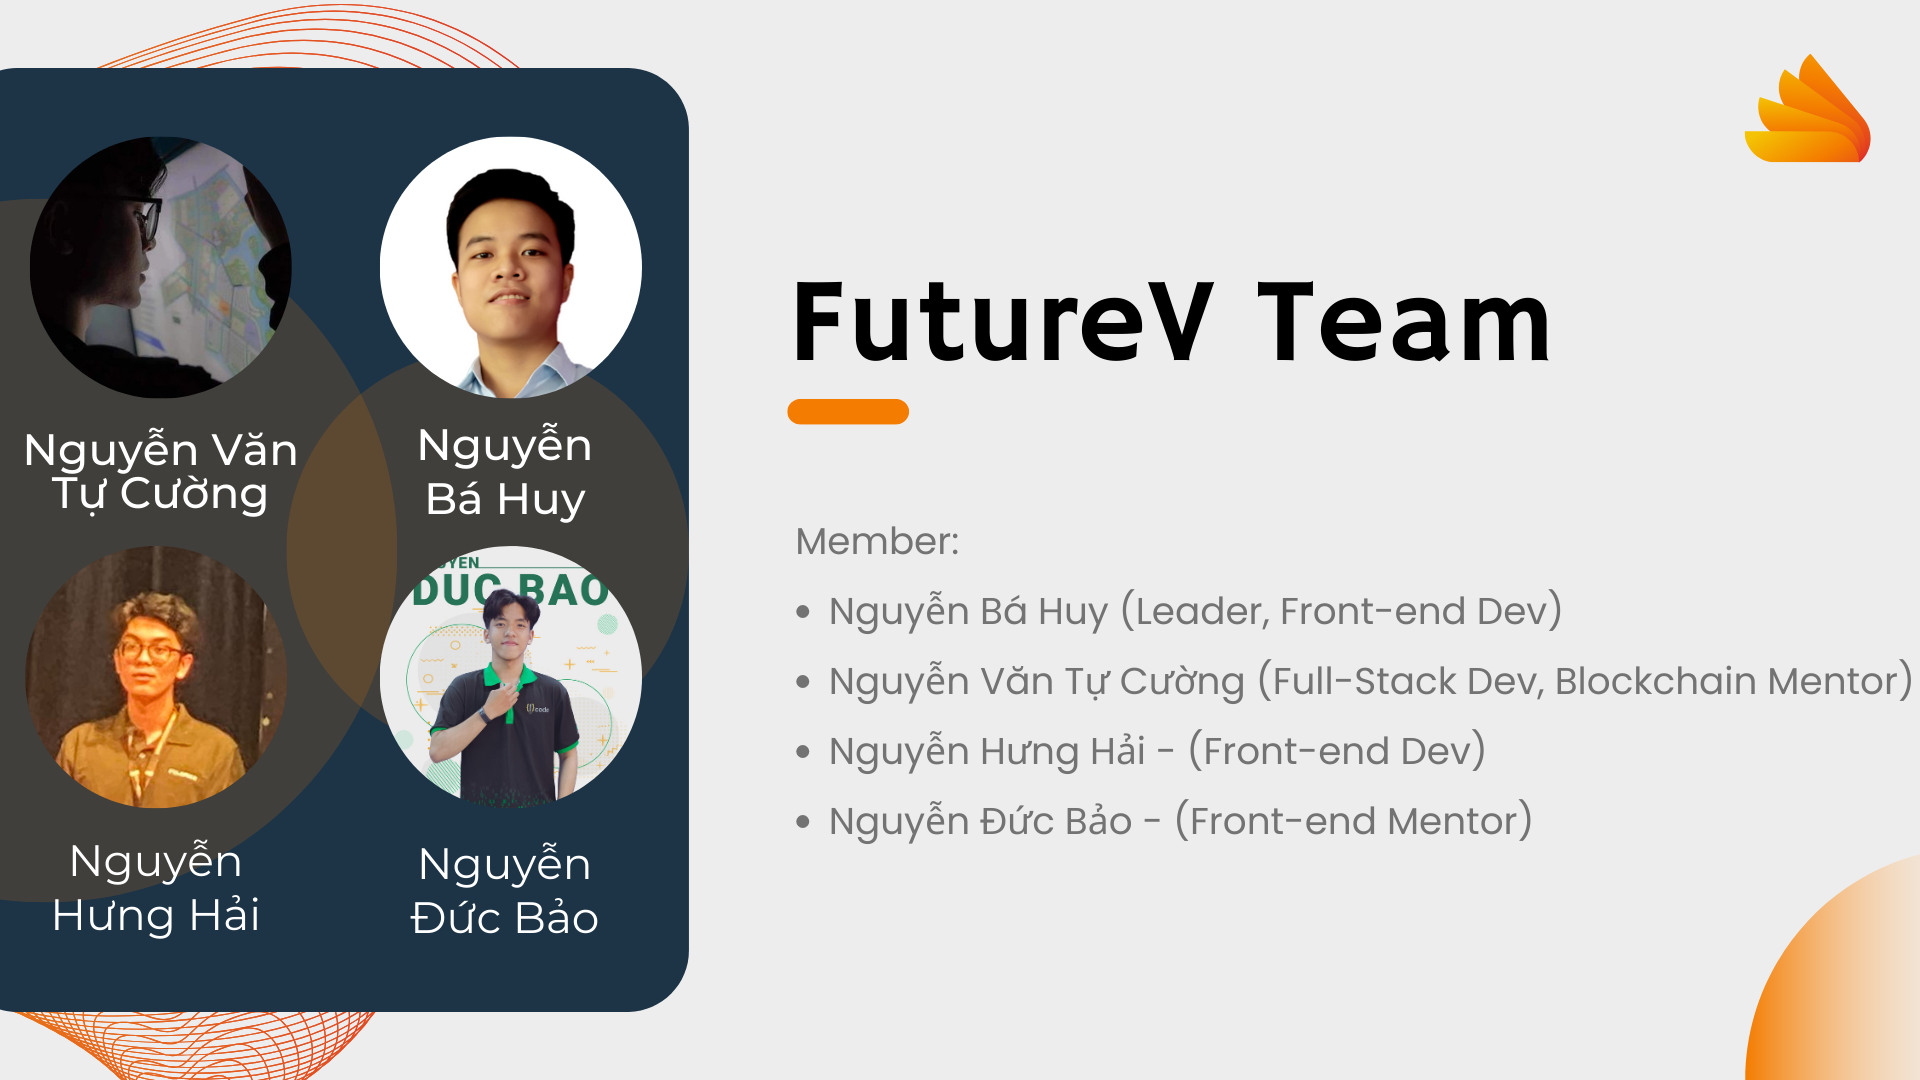 Nguyễn Văn
Tự Cường
Nguyễn
Bá Huy
DUC BAO
code
Nguyễn
Hưng Hải
Nguyễn
Đức Bảo
FutureV Team
Member:
• Nguyễn Bá Huy (Leader, Front-end Dev)
• Nguyễn Văn Tự Cường (Full-Stack Dev, Blockchain Mentor)
• Nguyễn Hưng Hải - (Front-end Dev)
• Nguyễn Đức Bảo - (Front-end Mentor)